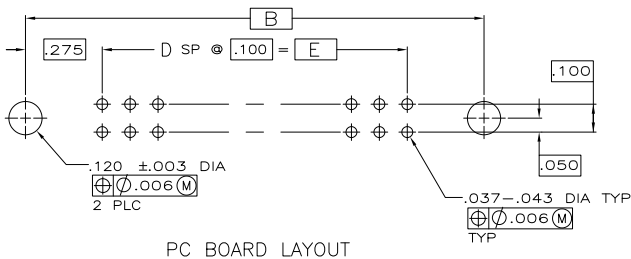 B
.275 D SP @ .100 = E
.100
.050
.120 ±.003 DIA
⌖ ⌀.006 Ⓜ
2 PLC
.037-.043 DIA TYP
⌖ ⌀.006 Ⓜ
TYP
PC BOARD LAYOUT